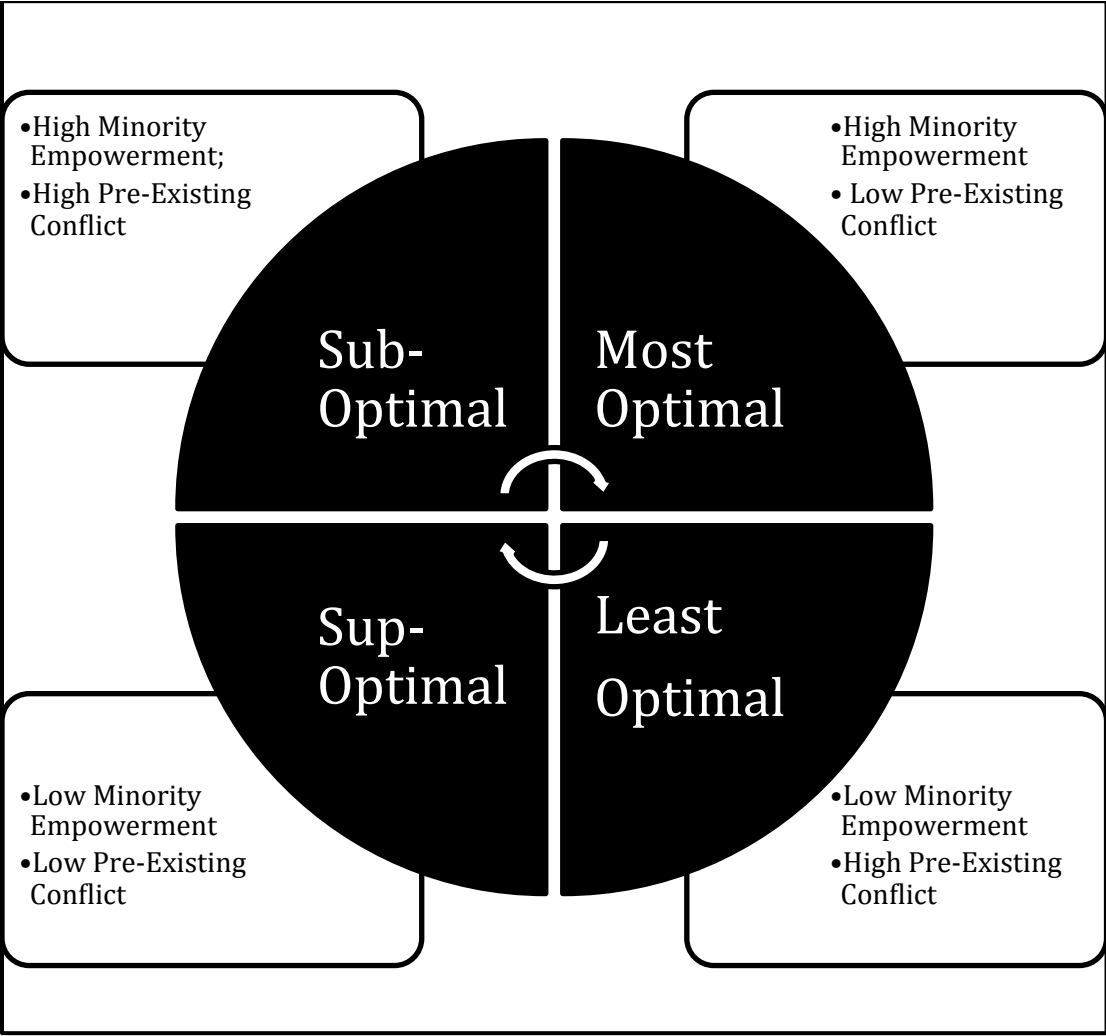 •High Minority
Empowerment;
•High Pre-Existing
Conflict
•High Minority
Empowerment
• Low Pre-Existing
Conflict
Sub-
Optimal
Most
Optimal
Sup-
Optimal
Least
Optimal
•Low Minority
Empowerment
•Low Pre-Existing
Conflict
•Low Minority
Empowerment
•High Pre-Existing
Conflict